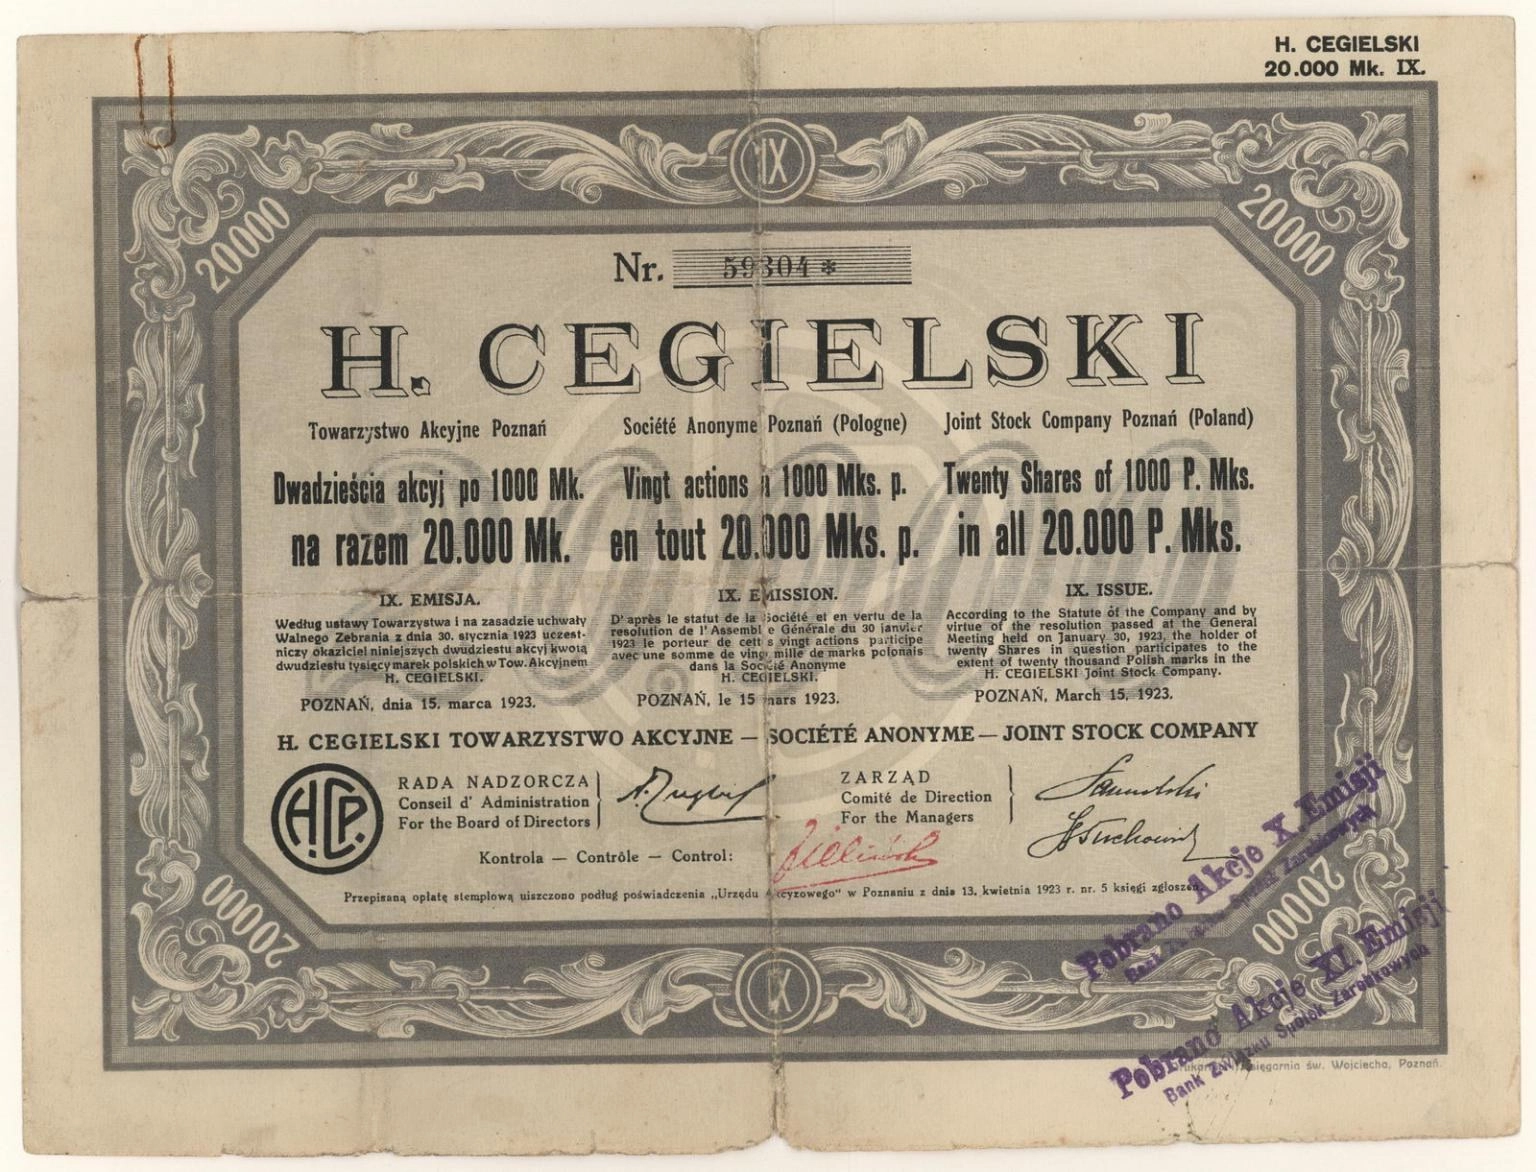 H. CEGIELSKI
20.000 Mk. IX.
IX
20000
20000
Nr. 59304*
H. CEGIELSKI
Towarzystwo Akcyjne Poznań
Dwadzieścia akcyj po 1000 Mk.
na razem 20.000 Mk.
IX. EMISJA.
Według ustawy Towarzystwa i na zasadzie uchwały
Walnego Zebrania z dnia 30. stycznia 1923 uczest-
niczy okaziciel niniejszych dwudziestu akcyj kwotą
dwudziestu tysięcy marek polskich w Tow. Akcyjnem
H. CEGIELSKI.
POZNAŃ, dnia 15. marca 1923.
Société Anonyme Poznań (Pologne)
Vingt actions à 1000 Mks. p.
en tout 20.000 Mks. p.
IX. EMISSION.
D' après le statut de la Société et en vertu de la
resolution de l'Assemblée Générale du 30 janvier
1923 le porteur de cetts vingt actions participe
avec une somme de vingt mille de marks polonais
dans la Société Anonyme
H. CEGIELSKI.
POZNAŃ, le 15 mars 1923.
Joint Stock Company Poznań (Poland)
Twenty Shares of 1000 P. Mks.
in all 20.000 P. Mks.
IX. ISSUE.
According to the Statute of the Company and by
virtue of the resolution passed at the General
Meeting held on January 30, 1923, the holder of
twenty Shares in question participates to the
extent of twenty thousand Polish marks in the
H. CEGIELSKI Joint Stock Company.
POZNAŃ, March 15, 1923.
H. CEGIELSKI TOWARZYSTWO AKCYJNE — SOCIÉTÉ ANONYME — JOINT STOCK COMPANY
H.C.P.
RADA NADZORCZA
Conseil d' Administration
For the Board of Directors
ZARZĄD
Comité de Direction
For the Managers
Kontrola — Contrôle — Control:
Przepisaną opłatę stemplową uiszczono podług poświadczenia „Urzędu Akcyzowego" w Poznaniu z dnia 13. kwietnia 1923 r. nr. 5 księgi zgłoszeń.
20000
20000
IX
Pobrano Akcje X. Emisji
Bank Związku Spółek Zarobkowych
Pobrano Akcje XI. Emisji
Bank Związku Spółek Zarobkowych
Drukarnia i Księgarnia św. Wojciecha, Poznań.